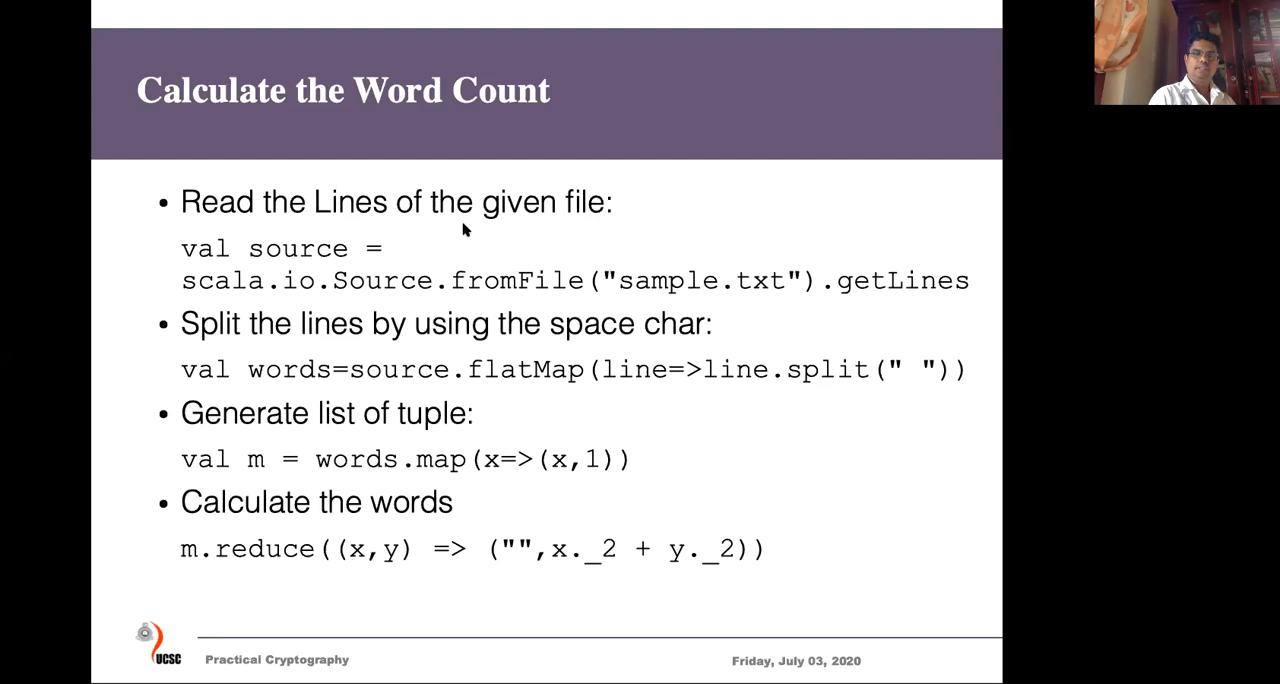 Calculate the Word Count
• Read the Lines of the given file:
val source =
scala.io.Source.fromFile("sample.txt").getLines
• Split the lines by using the space char:
val words=source.flatMap(line=>line.split(" "))
• Generate list of tuple:
val m = words.map(x=>(x,1))
• Calculate the words
m.reduce((x,y) => ("",x._2 + y._2))
UCSC
Practical Cryptography
Friday, July 03, 2020